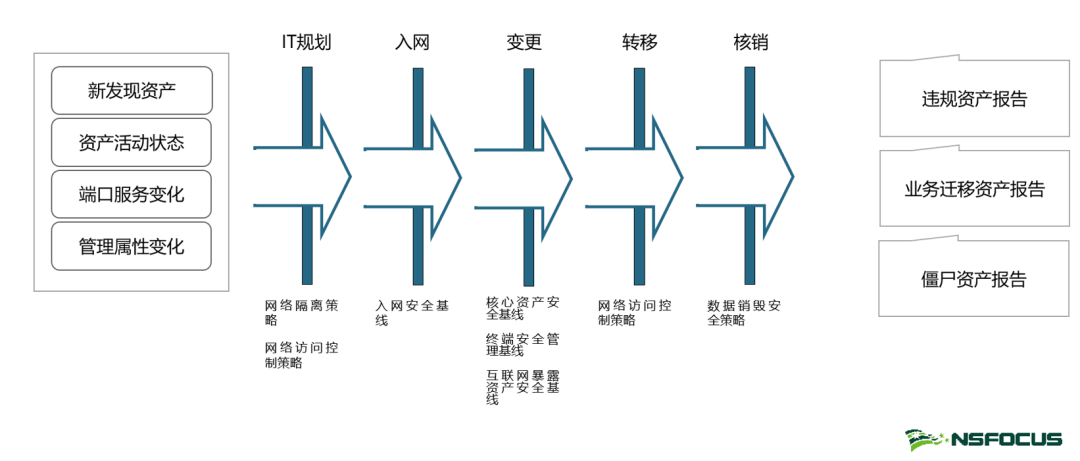 IT规划
入网
变更
转移
核销
新发现资产
资产活动状态
端口服务变化
管理属性变化
网络隔离策
略
网络访问控
制策略
入网安全基
线
核心资产安
全基线
终端安全管
理基线
互联网暴露
资产安全基
线
网络访问控
制策略
数据销毁安
全策略
违规资产报告
业务迁移资产报告
僵尸资产报告
NSFOCUS